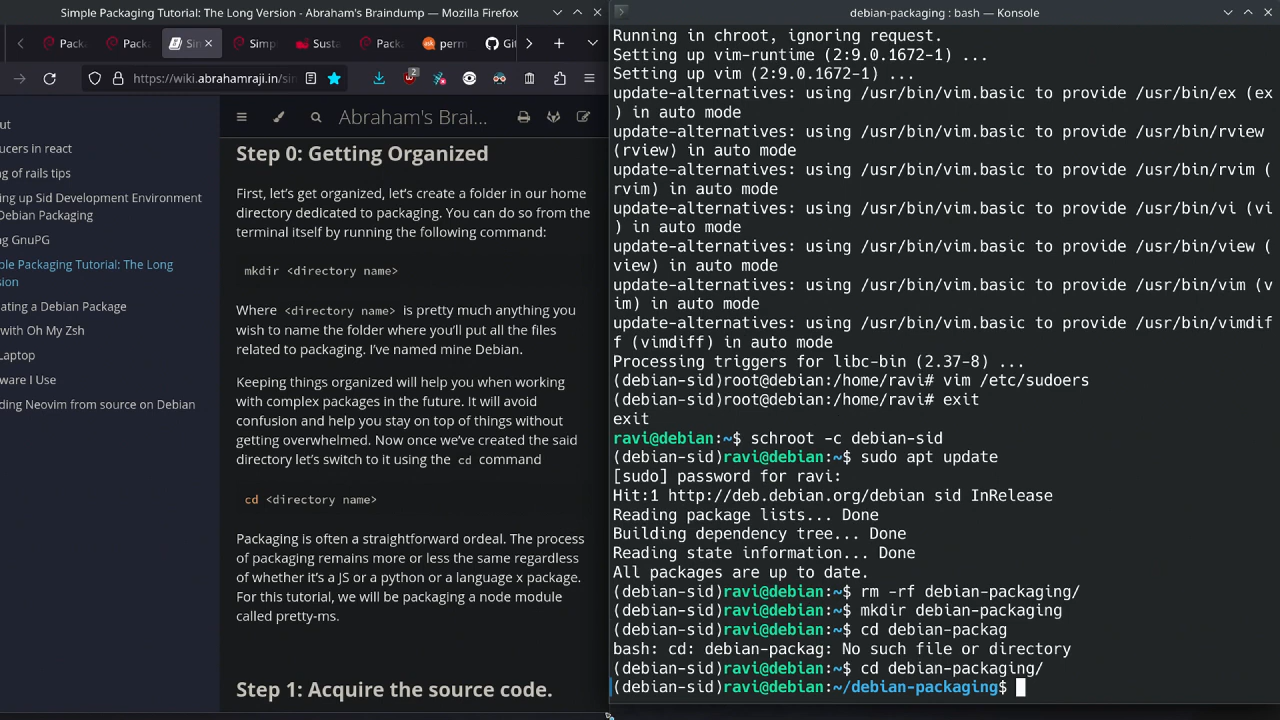 Simple Packaging Tutorial: The Long Version - Abraham's Braindump — Mozilla Firefox
Packa
Packa
Sim
Simp
Susta
Packa
perm
Git
https://wiki.abrahamraji.in/sim
2
ut
ucers in react
ng of rails tips
ing up Sid Development Environment
Debian Packaging
ng GnuPG
ple Packaging Tutorial: The Long
sion
ating a Debian Package
with Oh My Zsh
Laptop
ware I Use
ding Neovim from source on Debian
Abraham's Brai...
Step 0: Getting Organized
First, let's get organized, let's create a folder in our home
directory dedicated to packaging. You can do so from the
terminal itself by running the following command:
mkdir <directory name>
Where <directory name> is pretty much anything you
wish to name the folder where you'll put all the files
related to packaging. I've named mine Debian.
Keeping things organized will help you when working
with complex packages in the future. It will avoid
confusion and help you stay on top of things without
getting overwhelmed. Now once we've created the said
directory let's switch to it using the cd command
cd <directory name>
Packaging is often a straightforward ordeal. The process
of packaging remains more or less the same regardless
of whether it's a JS or a python or a language x package.
For this tutorial, we will be packaging a node module
called pretty-ms.
Step 1: Acquire the source code.
debian-packaging : bash — Konsole
Running in chroot, ignoring request.
Setting up vim-runtime (2:9.0.1672-1) ...
Setting up vim (2:9.0.1672-1) ...
update-alternatives: using /usr/bin/vim.basic to provide /usr/bin/ex (ex
) in auto mode
update-alternatives: using /usr/bin/vim.basic to provide /usr/bin/rview
(rview) in auto mode
update-alternatives: using /usr/bin/vim.basic to provide /usr/bin/rvim (
rvim) in auto mode
update-alternatives: using /usr/bin/vim.basic to provide /usr/bin/vi (vi
) in auto mode
update-alternatives: using /usr/bin/vim.basic to provide /usr/bin/view (
view) in auto mode
update-alternatives: using /usr/bin/vim.basic to provide /usr/bin/vim (v
im) in auto mode
update-alternatives: using /usr/bin/vim.basic to provide /usr/bin/vimdif
f (vimdiff) in auto mode
Processing triggers for libc-bin (2.37-8) ...
(debian-sid)root@debian:/home/ravi# vim /etc/sudoers
(debian-sid)root@debian:/home/ravi# exit
exit
ravi@debian:~$ schroot -c debian-sid
(debian-sid)ravi@debian:~$ sudo apt update
[sudo] password for ravi:
Hit:1 http://deb.debian.org/debian sid InRelease
Reading package lists... Done
Building dependency tree... Done
Reading state information... Done
All packages are up to date.
(debian-sid)ravi@debian:~$ rm -rf debian-packaging/
(debian-sid)ravi@debian:~$ mkdir debian-packaging
(debian-sid)ravi@debian:~$ cd debian-packag
bash: cd: debian-packag: No such file or directory
(debian-sid)ravi@debian:~$ cd debian-packaging/
(debian-sid)ravi@debian:~/debian-packaging$